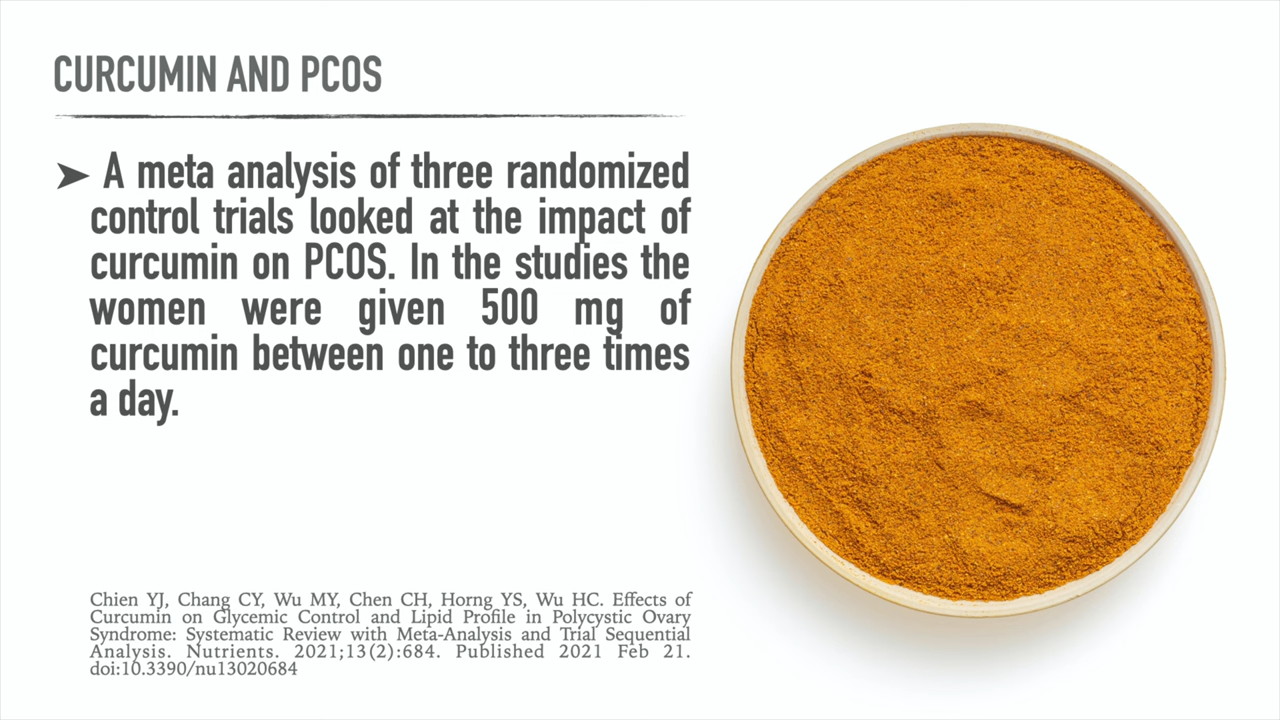 CURCUMIN AND PCOS
➤ A meta analysis of three randomized
control trials looked at the impact of
curcumin on PCOS. In the studies the
women were given 500 mg of
curcumin between one to three times
a day.
Chien YJ, Chang CY, Wu MY, Chen CH, Horng YS, Wu HC. Effects of
Curcumin on Glycemic Control and Lipid Profile in Polycystic Ovary
Syndrome: Systematic Review with Meta-Analysis and Trial Sequential
Analysis. Nutrients. 2021;13(2):684. Published 2021 Feb 21.
doi:10.3390/nu13020684